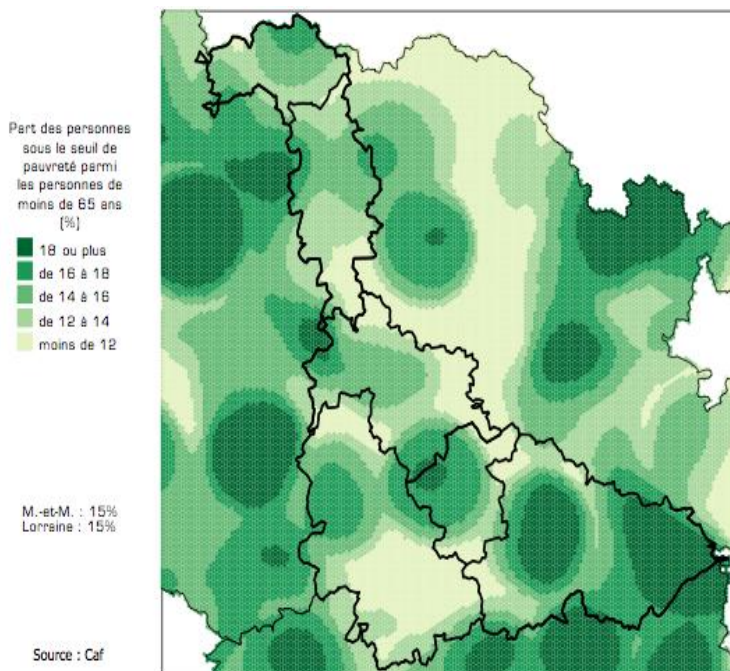 Part des personnes
sous le seuil de
pauvreté parmi
les personnes de
moins de 65 ans
(%)
18 ou plus
de 16 à 18
de 14 à 16
de 12 à 14
moins de 12
M.-et-M. : 15%
Lorraine : 15%
Source : Caf